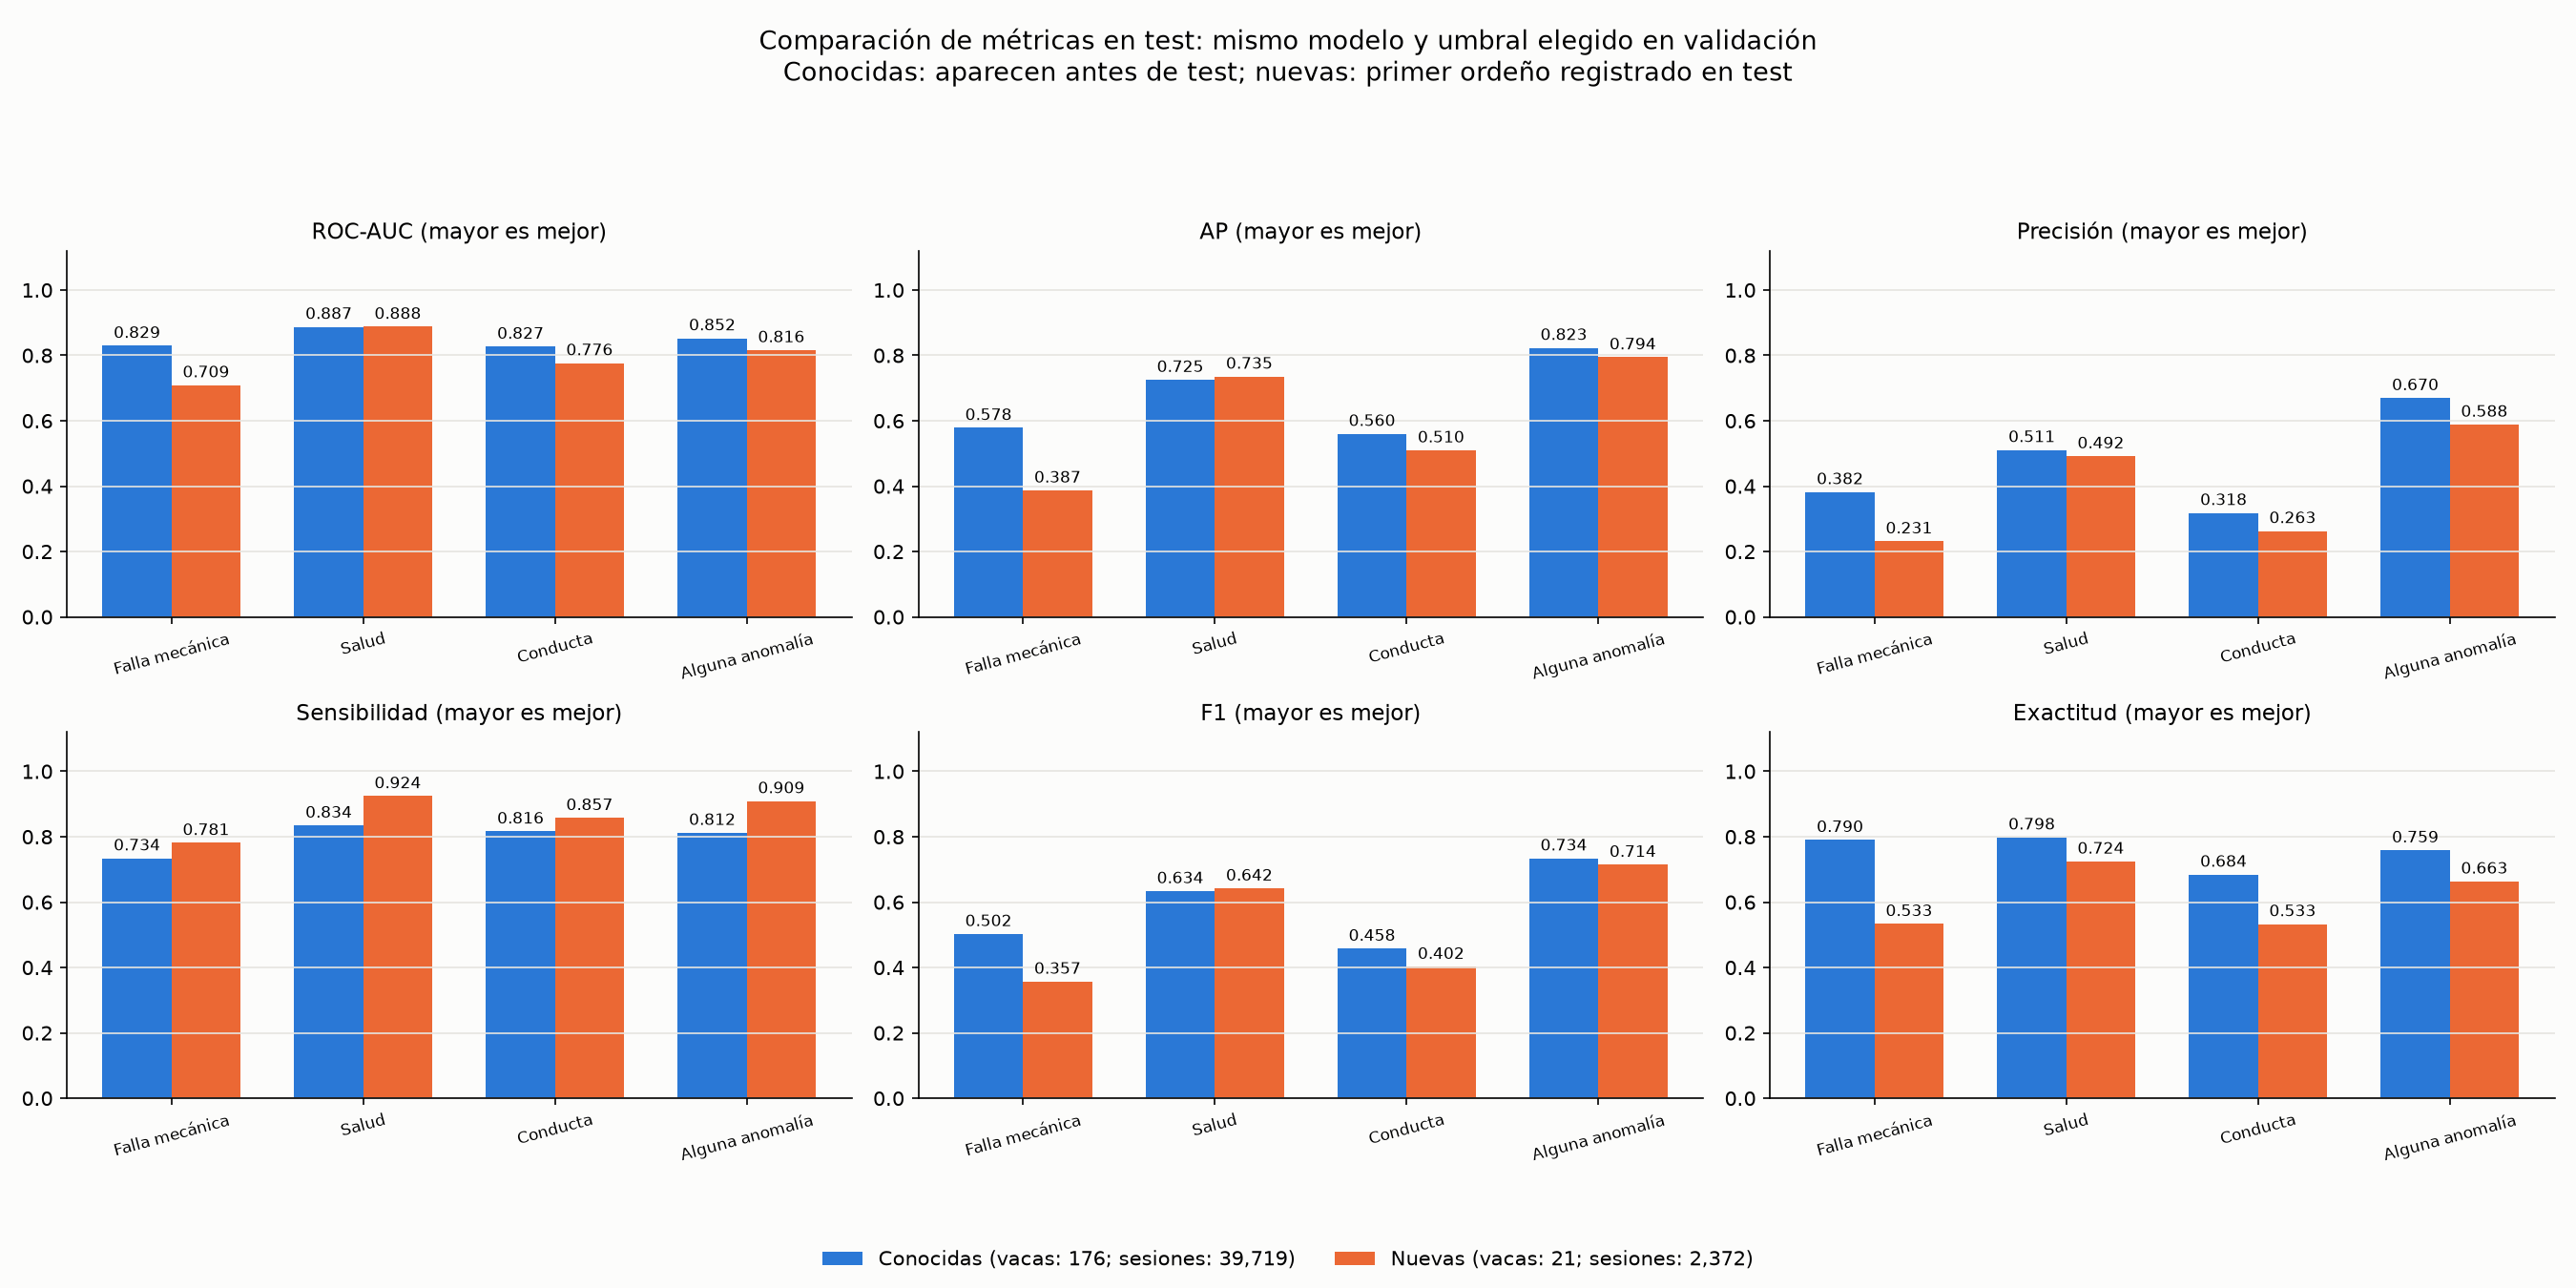 Comparación de métricas en test: mismo modelo y umbral elegido en validación
Conocidas: aparecen antes de test; nuevas: primer ordeño registrado en test
ROC-AUC (mayor es mejor)
1.0
0.8
0.6
0.4
0.2
0.0
0.829
0.709
0.887
0.888
0.827
0.776
0.852
0.816
Falla mecánica
Salud
Conducta
Alguna anomalía
AP (mayor es mejor)
1.0
0.8
0.6
0.4
0.2
0.0
0.578
0.387
0.725
0.735
0.560
0.510
0.823
0.794
Falla mecánica
Salud
Conducta
Alguna anomalía
Precisión (mayor es mejor)
1.0
0.8
0.6
0.4
0.2
0.0
0.382
0.231
0.511
0.492
0.318
0.263
0.670
0.588
Falla mecánica
Salud
Conducta
Alguna anomalía
Sensibilidad (mayor es mejor)
1.0
0.8
0.6
0.4
0.2
0.0
0.734
0.781
0.834
0.924
0.816
0.857
0.812
0.909
Falla mecánica
Salud
Conducta
Alguna anomalía
F1 (mayor es mejor)
1.0
0.8
0.6
0.4
0.2
0.0
0.502
0.357
0.634
0.642
0.458
0.402
0.734
0.714
Falla mecánica
Salud
Conducta
Alguna anomalía
Exactitud (mayor es mejor)
1.0
0.8
0.6
0.4
0.2
0.0
0.790
0.533
0.798
0.724
0.684
0.533
0.759
0.663
Falla mecánica
Salud
Conducta
Alguna anomalía
Conocidas (vacas: 176; sesiones: 39,719)
Nuevas (vacas: 21; sesiones: 2,372)